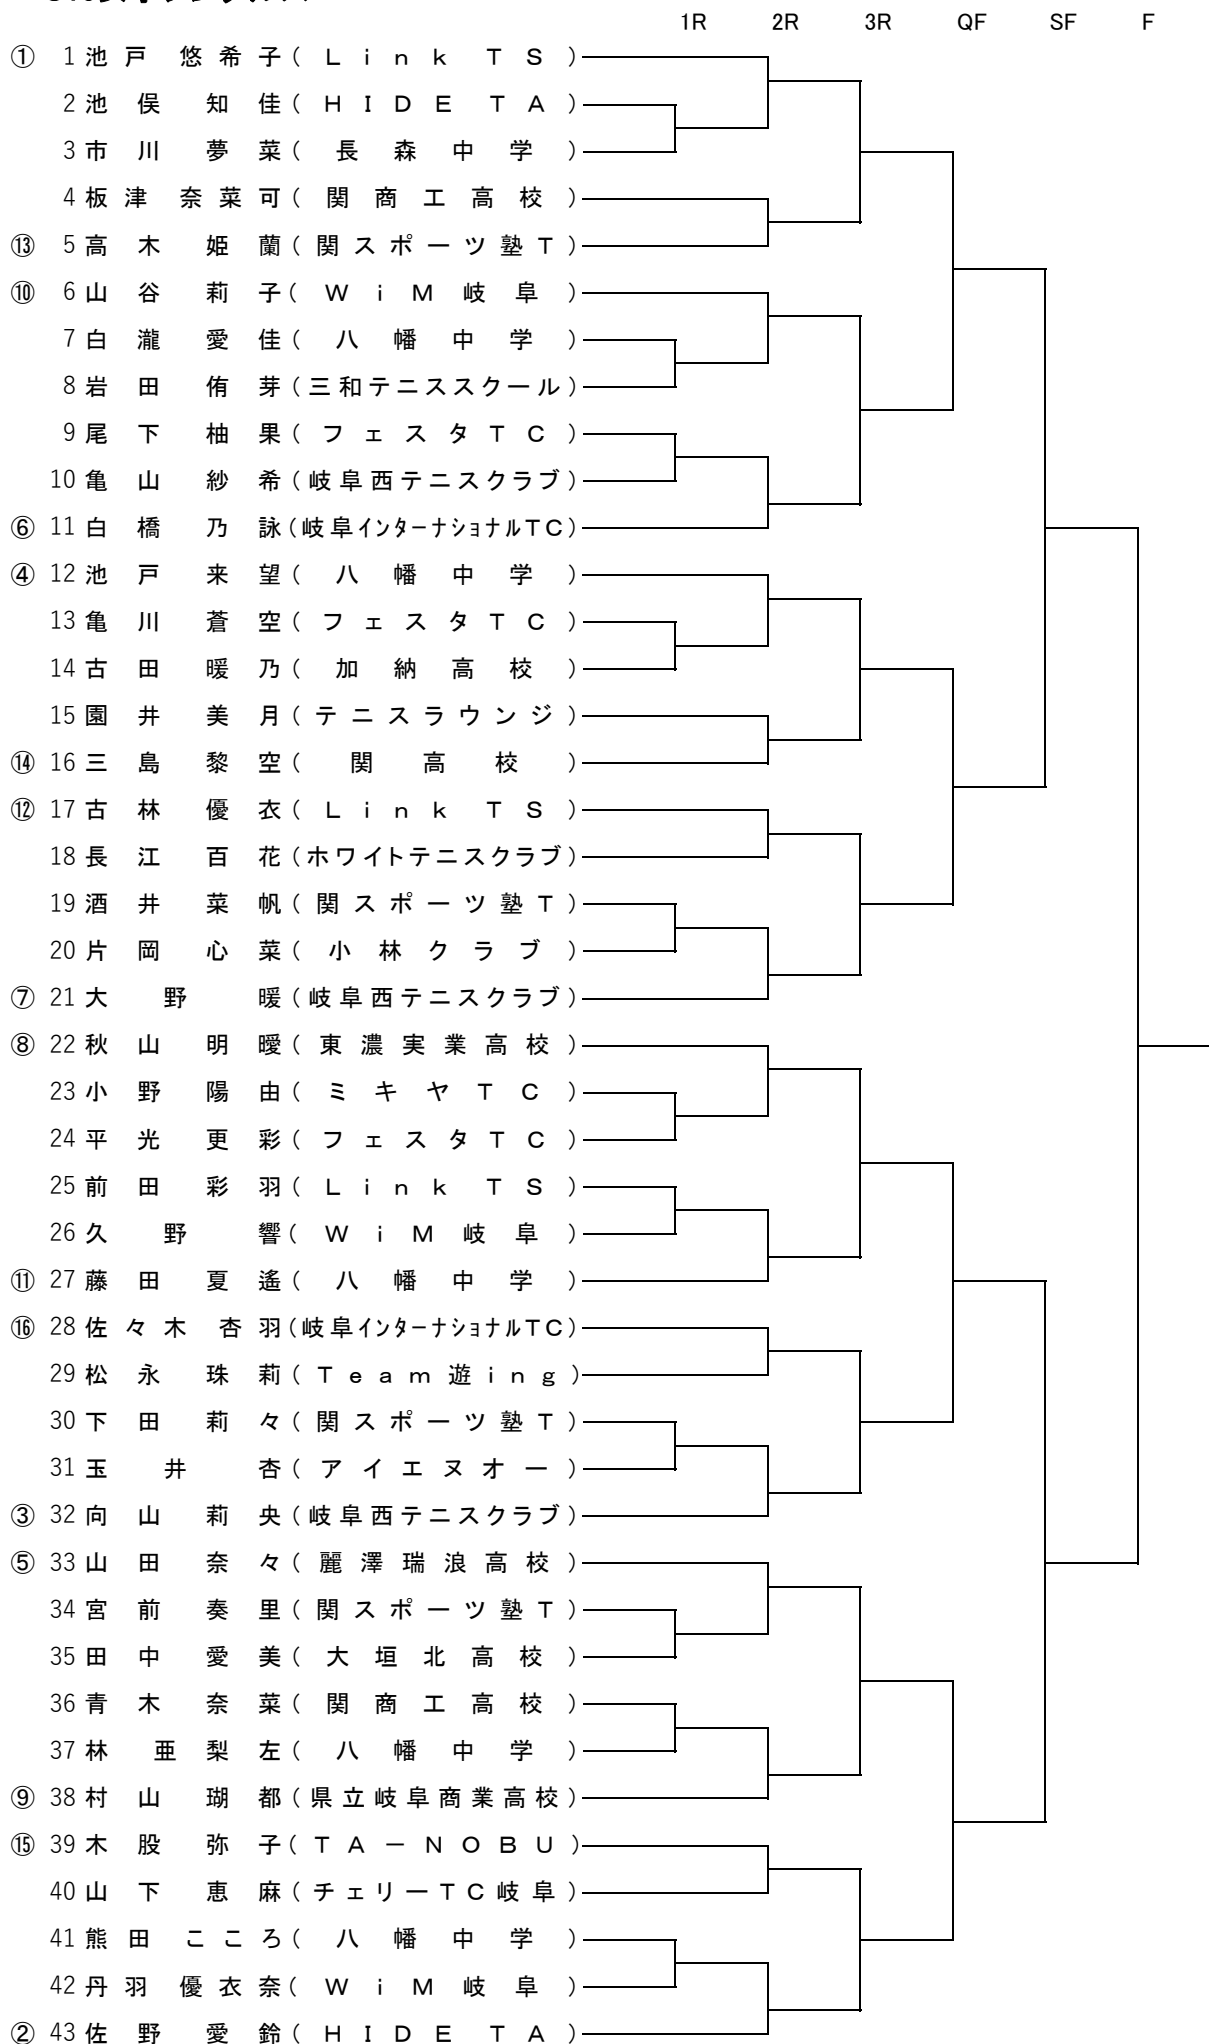 1R 2R 3R QF SF F
① 1 池戸 悠希子 (Link TS)
2 池俣 知佳 (HIDE TA)
3 市川 夢菜 (長森中学)
4 板津 奈菜可 (関商工高校)
⑬ 5 高木 姫蘭 (関スポーツ塾T)
⑩ 6 山谷 莉子 (WiM岐阜)
7 白瀧 愛佳 (八幡中学)
8 岩田 侑芽 (三和テニススクール)
9 尾下 柚果 (フェスタTC)
10 亀山 紗希 (岐阜西テニスクラブ)
⑥ 11 白橋 乃詠 (岐阜インターナショナルTC)
④ 12 池戸 来望 (八幡中学)
13 亀川 蒼空 (フェスタTC)
14 古田 暖乃 (加納高校)
15 園井 美月 (テニスラウンジ)
⑭ 16 三島 黎空 (関高校)
⑫ 17 古林 優衣 (Link TS)
18 長江 百花 (ホワイトテニスクラブ)
19 酒井 菜帆 (関スポーツ塾T)
20 片岡 心菜 (小林クラブ)
⑦ 21 大野 暖 (岐阜西テニスクラブ)
⑧ 22 秋山 明曖 (東濃実業高校)
23 小野 陽由 (ミキヤTC)
24 平光 更彩 (フェスタTC)
25 前田 彩羽 (Link TS)
26 久野 響 (WiM岐阜)
⑪ 27 藤田 夏遙 (八幡中学)
⑯ 28 佐々木 杏羽 (岐阜インターナショナルTC)
29 松永 珠莉 (Team遊ing)
30 下田 莉々 (関スポーツ塾T)
31 玉井 杏 (アイエヌオー)
③ 32 向山 莉央 (岐阜西テニスクラブ)
⑤ 33 山田 奈々 (麗澤瑞浪高校)
34 宮前 奏里 (関スポーツ塾T)
35 田中 愛美 (大垣北高校)
36 青木 奈菜 (関商工高校)
37 林 亜梨左 (八幡中学)
⑨ 38 村山 瑚都 (県立岐阜商業高校)
⑮ 39 木股 弥子 (TA－NOBU)
40 山下 恵麻 (チェリーTC岐阜)
41 熊田 こころ (八幡中学)
42 丹羽 優衣奈 (WiM岐阜)
② 43 佐野 愛鈴 (HIDE TA)